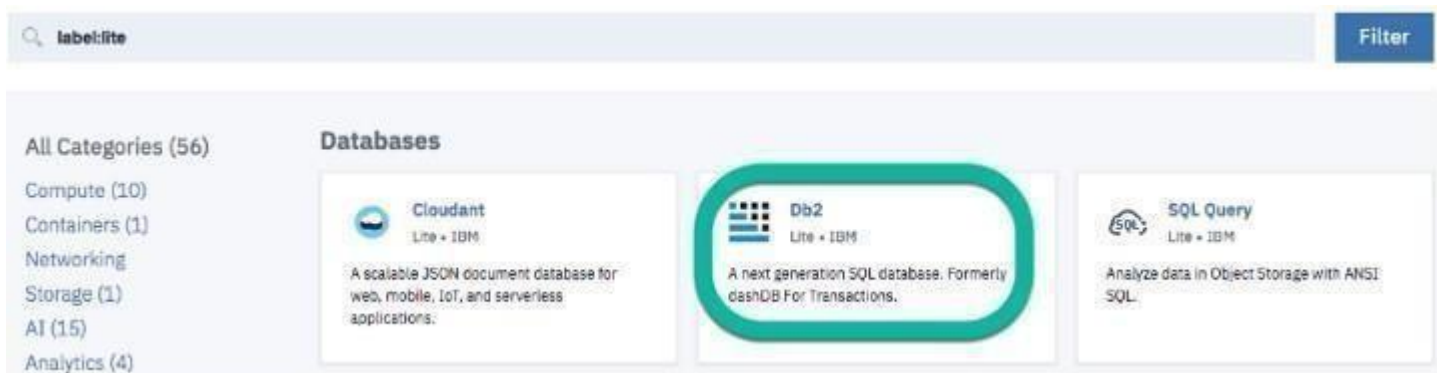 label:lite
Filter
All Categories (56)
Compute (10)
Containers (1)
Networking
Storage (1)
AI (15)
Analytics (4)
Databases
Cloudant
Lite • IBM
A scalable JSON document database for
web, mobile, IoT, and serverless
applications.
Db2
Lite • IBM
A next generation SQL database. Formerly
dashDB For Transactions.
SQL
SQL Query
Lite • IBM
Analyze data in Object Storage with ANSI
SQL.